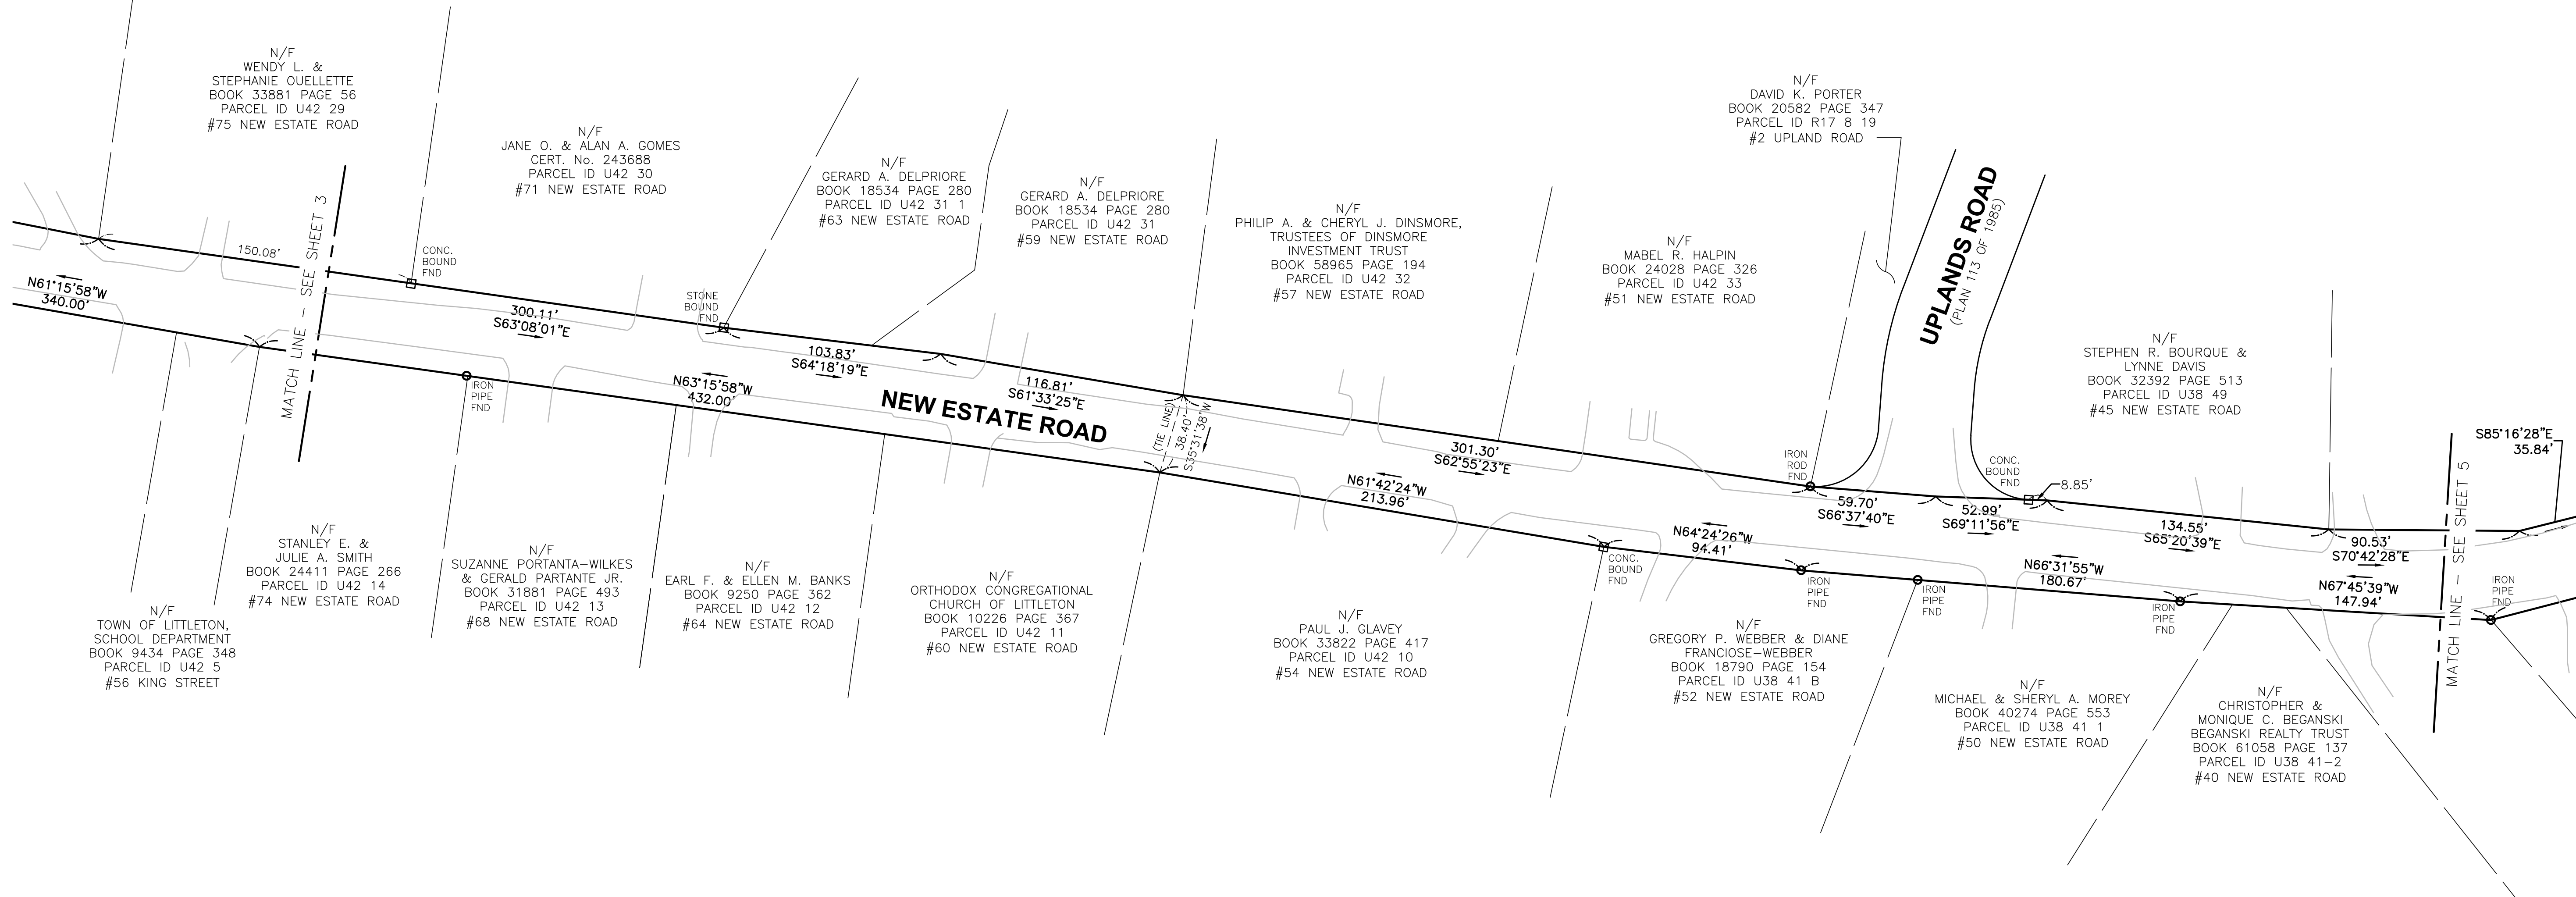 N/F
WENDY L. &
STEPHANIE OUELLETTE
BOOK 33881 PAGE 56
PARCEL ID U42 29
#75 NEW ESTATE ROAD
N/F
JANE O. & ALAN A. GOMES
CERT. No. 243688
PARCEL ID U42 30
#71 NEW ESTATE ROAD
N/F
GERARD A. DELPRIORE
BOOK 18534 PAGE 280
PARCEL ID U42 31 1
#63 NEW ESTATE ROAD
N/F
GERARD A. DELPRIORE
BOOK 18534 PAGE 280
PARCEL ID U42 31
#59 NEW ESTATE ROAD
N/F
PHILIP A. & CHERYL J. DINSMORE,
TRUSTEES OF DINSMORE
INVESTMENT TRUST
BOOK 58965 PAGE 194
PARCEL ID U42 32
#57 NEW ESTATE ROAD
N/F
MABEL R. HALPIN
BOOK 24028 PAGE 326
PARCEL ID U42 33
#51 NEW ESTATE ROAD
N/F
DAVID K. PORTER
BOOK 20582 PAGE 347
PARCEL ID R17 8 19
#2 UPLAND ROAD
UPLANDS ROAD
(PLAN 113 OF 1985)
N/F
STEPHEN R. BOURQUE &
LYNNE DAVIS
BOOK 32392 PAGE 513
PARCEL ID U38 49
#45 NEW ESTATE ROAD
S85°16'28"E
35.84'
MATCH LINE - SEE SHEET 3
150.08'
CONC.
BOUND
FND
N61°15'58"W
340.00'
300.11'
S63°08'01"E
STONE
BOUND
FND
103.83'
S64°18'19"E
116.81'
S61°33'25"E
(TIE LINE)
38.40'
S35°31'38"W
301.30'
S62°55'23"E
IRON
ROD
FND
59.70'
S66°37'40"E
52.99'
S69°11'56"E
CONC.
BOUND
FND
8.85'
134.55'
S65°20'39"E
90.53'
S70°42'28"E
MATCH LINE - SEE SHEET 5
IRON
PIPE
FND
N63°15'58"W
432.00'
NEW ESTATE ROAD
N61°42'24"W
213.96'
CONC.
BOUND
FND
N64°24'26"W
94.41'
IRON
PIPE
FND
IRON
PIPE
FND
N66°31'55"W
180.67'
IRON
PIPE
FND
N67°45'39"W
147.94'
IRON
PIPE
FND
N/F
TOWN OF LITTLETON,
SCHOOL DEPARTMENT
BOOK 9434 PAGE 348
PARCEL ID U42 5
#56 KING STREET
N/F
STANLEY E. &
JULIE A. SMITH
BOOK 24411 PAGE 266
PARCEL ID U42 14
#74 NEW ESTATE ROAD
N/F
SUZANNE PORTANTA-WILKES
& GERALD PARTANTE JR.
BOOK 31881 PAGE 493
PARCEL ID U42 13
#68 NEW ESTATE ROAD
N/F
EARL F. & ELLEN M. BANKS
BOOK 9250 PAGE 362
PARCEL ID U42 12
#64 NEW ESTATE ROAD
N/F
ORTHODOX CONGREGATIONAL
CHURCH OF LITTLETON
BOOK 10226 PAGE 367
PARCEL ID U42 11
#60 NEW ESTATE ROAD
N/F
PAUL J. GLAVEY
BOOK 33822 PAGE 417
PARCEL ID U42 10
#54 NEW ESTATE ROAD
N/F
GREGORY P. WEBBER & DIANE
FRANCIOSE-WEBBER
BOOK 18790 PAGE 154
PARCEL ID U38 41 B
#52 NEW ESTATE ROAD
N/F
MICHAEL & SHERYL A. MOREY
BOOK 40274 PAGE 553
PARCEL ID U38 41 1
#50 NEW ESTATE ROAD
N/F
CHRISTOPHER &
MONIQUE C. BEGANSKI
BEGANSKI REALTY TRUST
BOOK 61058 PAGE 137
PARCEL ID U38 41-2
#40 NEW ESTATE ROAD